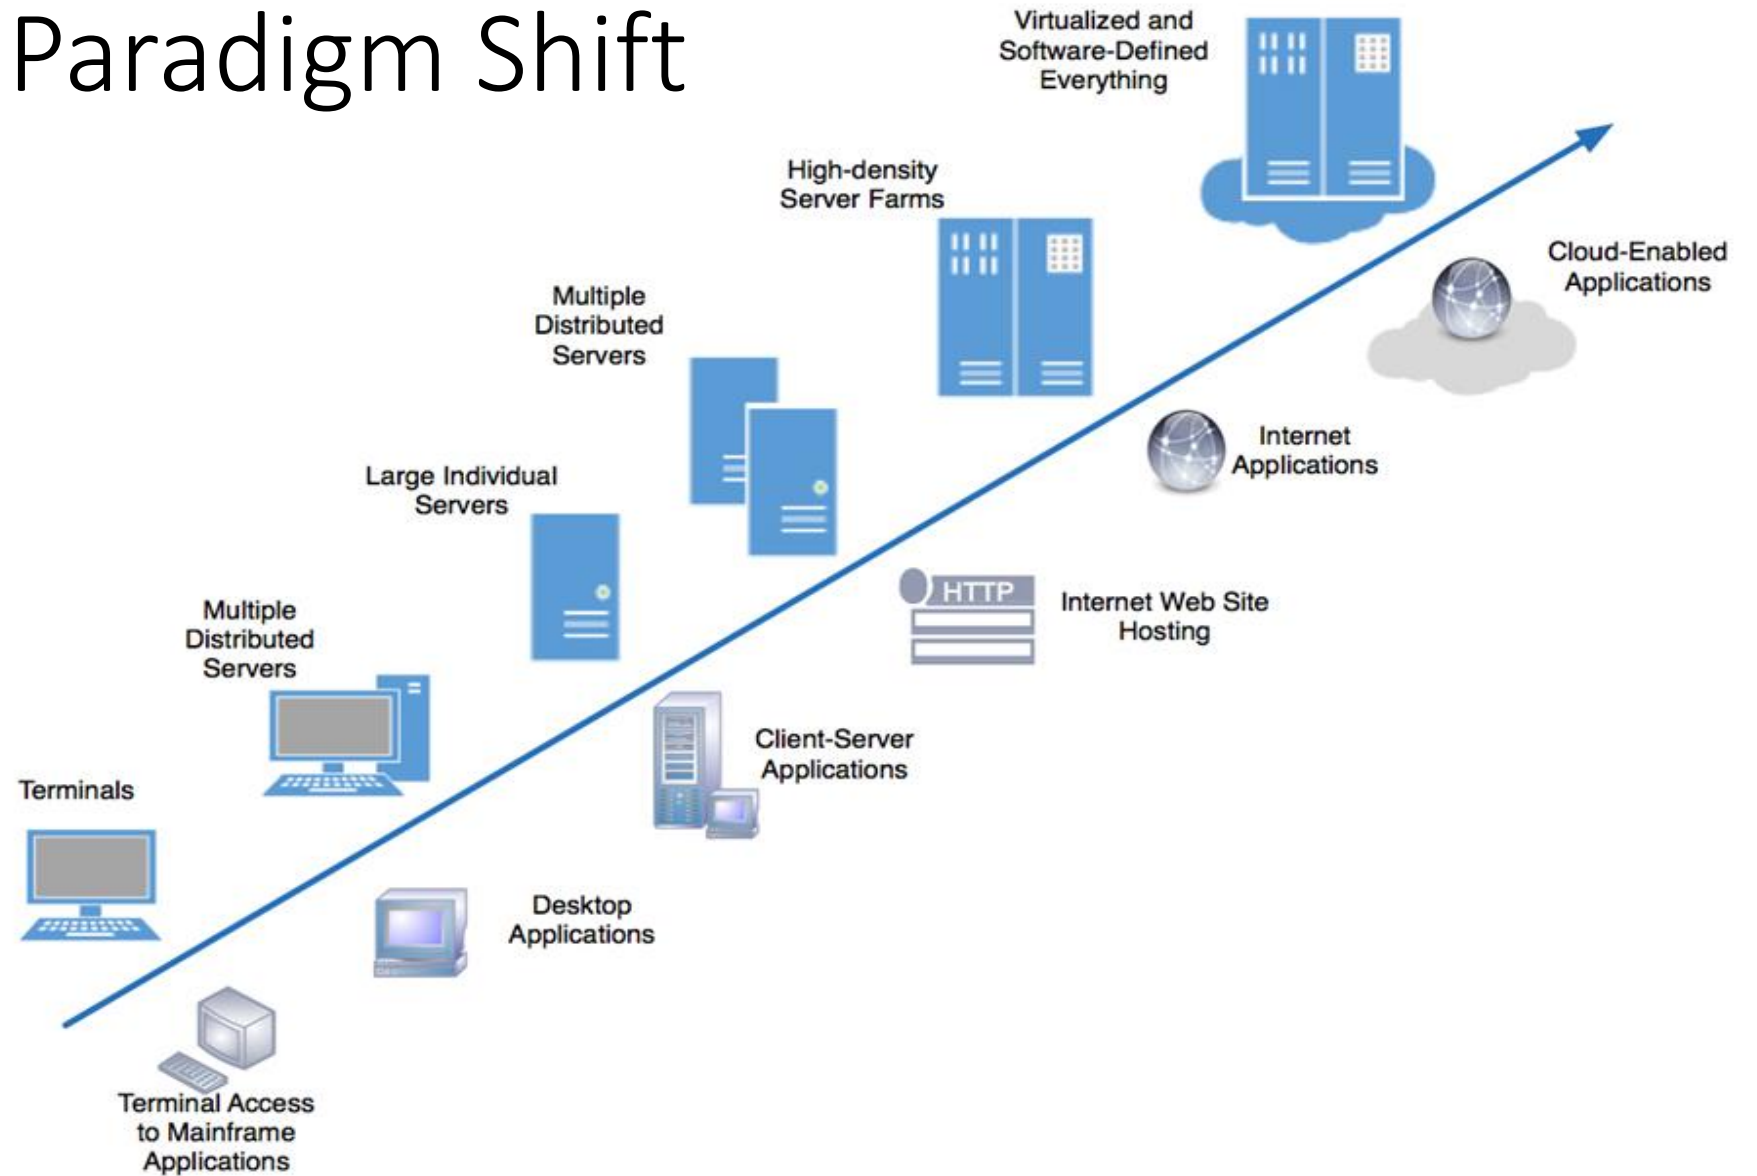 Paradigm Shift
Virtualized and
Software-Defined
Everything
High-density
Server Farms
Cloud-Enabled
Applications
Multiple
Distributed
Servers
Internet
Applications
Large Individual
Servers
HTTP
Internet Web Site
Hosting
Multiple
Distributed
Servers
Client-Server
Applications
Terminals
Desktop
Applications
Terminal Access
to Mainframe
Applications